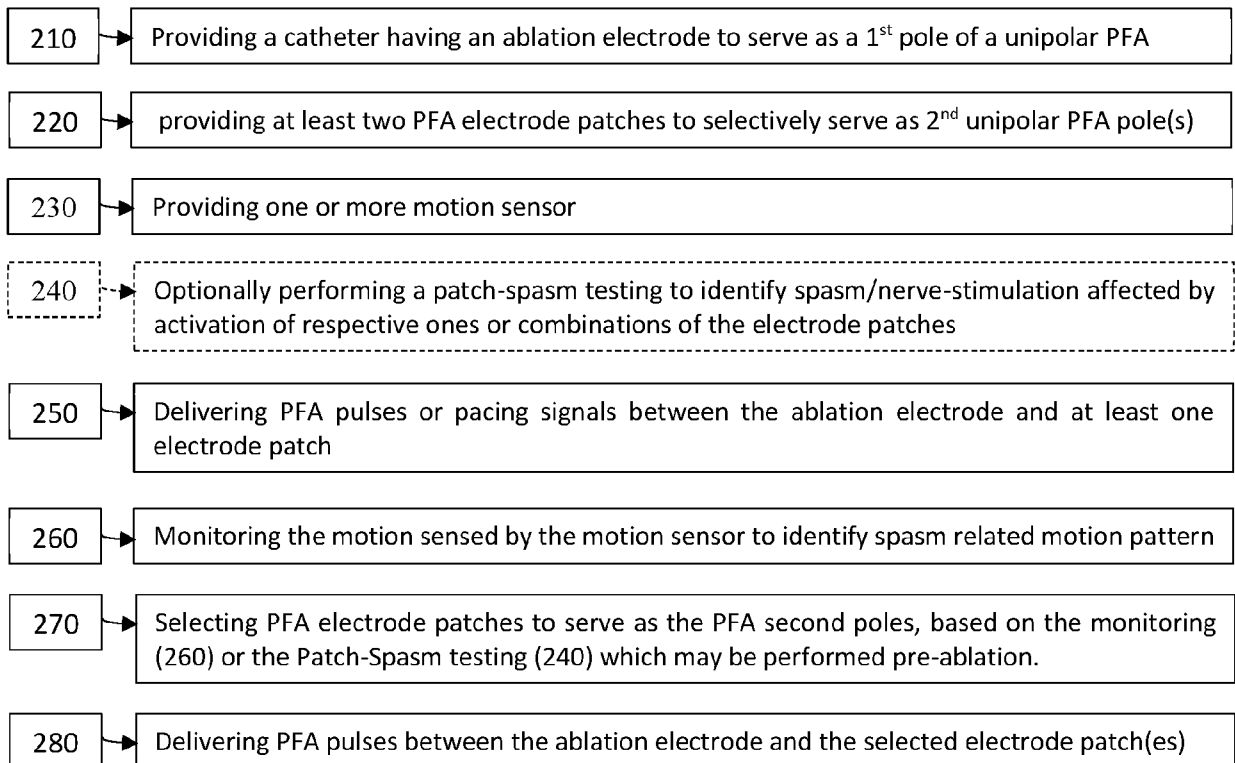 210 Providing a catheter having an ablation electrode to serve as a 1st pole of a unipolar PFA
220 providing at least two PFA electrode patches to selectively serve as 2nd unipolar PFA pole(s)
230 Providing one or more motion sensor
240 Optionally performing a patch-spasm testing to identify spasm/nerve-stimulation affected by
activation of respective ones or combinations of the electrode patches
250 Delivering PFA pulses or pacing signals between the ablation electrode and at least one
electrode patch
260 Monitoring the motion sensed by the motion sensor to identify spasm related motion pattern
270 Selecting PFA electrode patches to serve as the PFA second poles, based on the monitoring
(260) or the Patch-Spasm testing (240) which may be performed pre-ablation.
280 Delivering PFA pulses between the ablation electrode and the selected electrode patch(es)